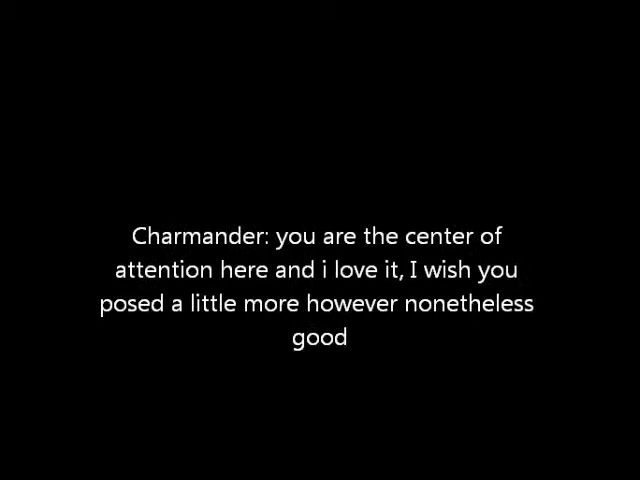 Charmander: you are the center of
attention here and i love it, I wish you
posed a little more however nonetheless
good